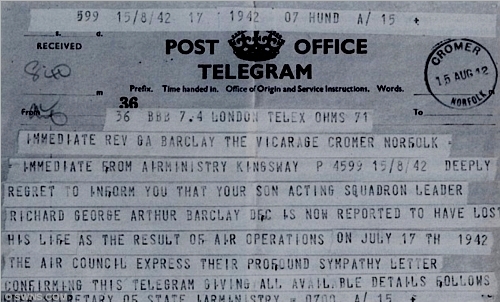 599 15/8/42 17 1942 07 HUND A/ 15 +
RECEIVED
POST OFFICE
TELEGRAM
CROMER
15 AUG 42
NORFOLK
Prefix. Time handed in. Office of Origin and Service Instructions. Words.
m
36
m
From
To
36 BBB 7.4 LONDON TELEX OHMS 71
IMMEDIATE REV GA BARCLAY THE VICARAGE CROMER NORFOLK -
IMMEDIATE FROM AIRMINISTRY KINGSWAY P 4599 15/8/42 DEEPLY
REGRET TO INFORM YOU THAT YOUR SON ACTING SQUADRON LEADER
RICHARD GEORGE ARTHUR BARCLAY DFC IS NOW REPORTED TO HAVE LOST
HIS LIFE AS THE RESULT OF AIR OPERATIONS ON JULY 17 TH 1942
THE AIR COUNCIL EXPRESS THEIR PROFOUND SYMPATHY LETTER
CONFIRMING THIS TELEGRAM GIVING ALL AVAILABLE DETAILS FOLLOWS
OF STATE AIRMINISTRY 0700 A/ 15 +